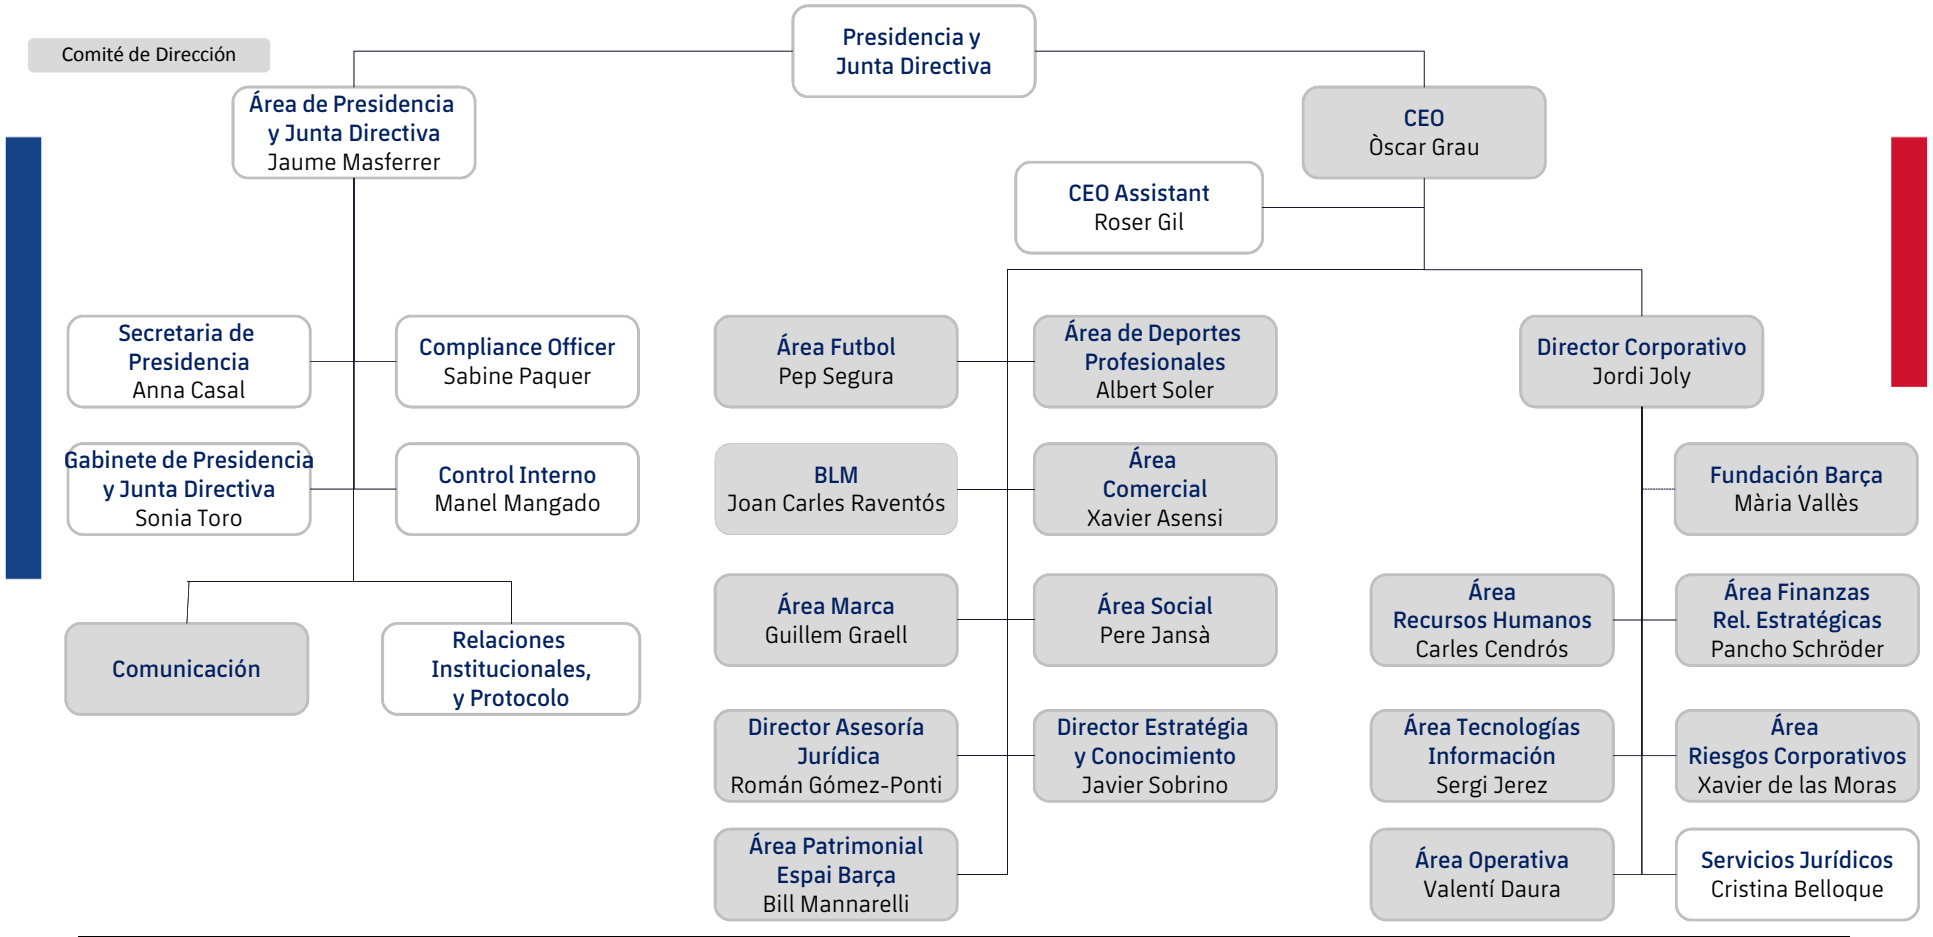 Comité de Dirección
Presidencia y
Junta Directiva
Área de Presidencia
y Junta Directiva
Jaume Masferrer
CEO
Òscar Grau
CEO Assistant
Roser Gil
Secretaria de
Presidencia
Anna Casal
Compliance Officer
Sabine Paquer
Gabinete de Presidencia
y Junta Directiva
Sonia Toro
Control Interno
Manel Mangado
Comunicación
Relaciones
Institucionales,
y Protocolo
Área Futbol
Pep Segura
Área de Deportes
Profesionales
Albert Soler
BLM
Joan Carles Raventós
Área
Comercial
Xavier Asensi
Área Marca
Guillem Graell
Área Social
Pere Jansà
Director Asesoría
Jurídica
Román Gómez-Ponti
Director Estratégia
y Conocimiento
Javier Sobrino
Área Patrimonial
Espai Barça
Bill Mannarelli
Director Corporativo
Jordi Joly
Fundación Barça
Mària Vallès
Área
Recursos Humanos
Carles Cendrós
Área Finanzas
Rel. Estratégicas
Pancho Schröder
Área Tecnologías
Información
Sergi Jerez
Área
Riesgos Corporativos
Xavier de las Moras
Área Operativa
Valentí Daura
Servicios Jurídicos
Cristina Belloque